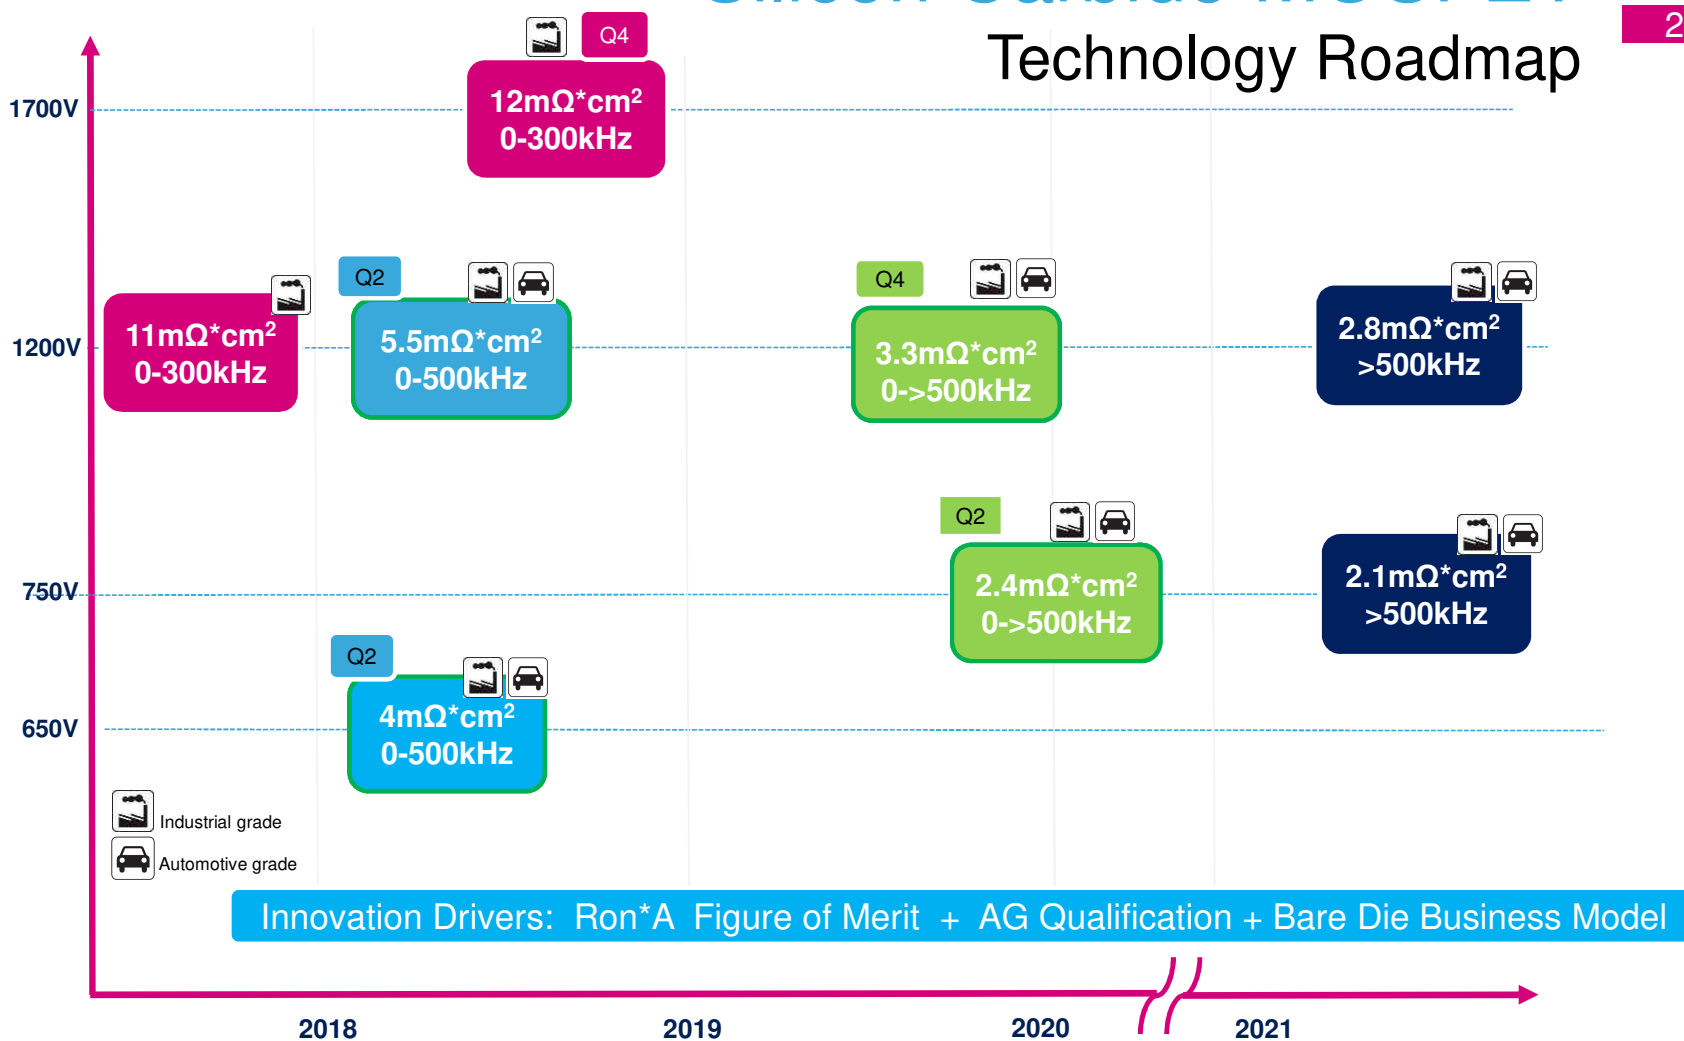 Silicon Carbide MOSFET
Technology Roadmap
2
Q4
1700V
12mΩ*cm²
0-300kHz
Q2
Q4
1200V
11mΩ*cm²
0-300kHz
5.5mΩ*cm²
0-500kHz
3.3mΩ*cm²
0->500kHz
2.8mΩ*cm²
>500kHz
Q2
750V
2.4mΩ*cm²
0->500kHz
2.1mΩ*cm²
>500kHz
Q2
650V
4mΩ*cm²
0-500kHz
Industrial grade
Automotive grade
Innovation Drivers: Ron*A Figure of Merit + AG Qualification + Bare Die Business Model
2018
2019
2020
2021